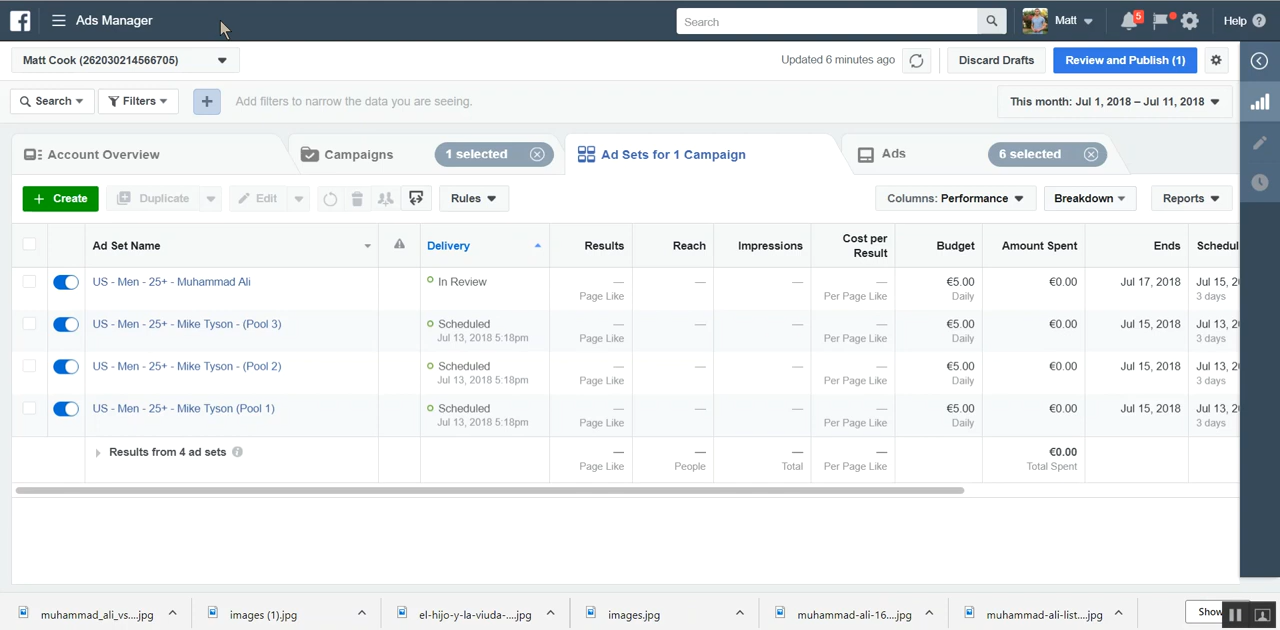 Ads Manager
Search
Matt
5
Help
Matt Cook (262030214566705)
Updated 6 minutes ago
Discard Drafts
Review and Publish (1)
Search
Filters
Add filters to narrow the data you are seeing.
This month: Jul 1, 2018 – Jul 11, 2018
Account Overview
Campaigns
1 selected
Ad Sets for 1 Campaign
Ads
6 selected
Create
Duplicate
Edit
Rules
Columns: Performance
Breakdown
Reports
Ad Set Name
Delivery
Results
Reach
Impressions
Cost per
Result
Budget
Amount Spent
Ends
Schedul
US - Men - 25+ - Muhammad Ali
In Review
—
Page Like
—
—
—
Per Page Like
€5.00
Daily
€0.00
Jul 17, 2018
Jul 15, 20
3 days
US - Men - 25+ - Mike Tyson - (Pool 3)
Scheduled
Jul 13, 2018 5:18pm
—
Page Like
—
—
—
Per Page Like
€5.00
Daily
€0.00
Jul 15, 2018
Jul 13, 2
3 days
US - Men - 25+ - Mike Tyson - (Pool 2)
Scheduled
Jul 13, 2018 5:18pm
—
Page Like
—
—
—
Per Page Like
€5.00
Daily
€0.00
Jul 15, 2018
Jul 13, 2
3 days
US - Men - 25+ - Mike Tyson (Pool 1)
Scheduled
Jul 13, 2018 5:18pm
—
Page Like
—
—
—
Per Page Like
€5.00
Daily
€0.00
Jul 15, 2018
Jul 13, 2
3 days
Results from 4 ad sets
—
Page Like
—
People
—
Total
—
Per Page Like
€0.00
Total Spent
muhammad_ali_vs....jpg
images (1).jpg
el-hijo-y-la-viuda-....jpg
images.jpg
muhammad-ali-16....jpg
muhammad-ali-list....jpg
Show